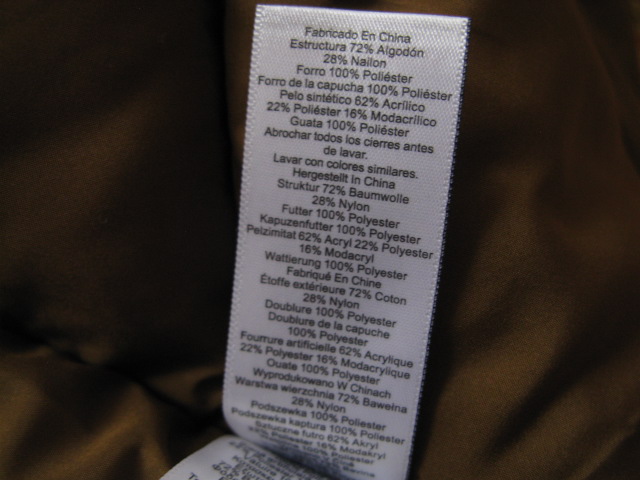 Fabricado En China
Estructura 72% Algodón
28% Nailon
Forro 100% Poliéster
Forro de la capucha 100% Poliéster
Pelo sintético 62% Acrílico
22% Poliéster 16% Modacrílico
Guata 100% Poliéster
Abrochar todos los cierres antes
de lavar.
Lavar con colores similares.
Hergestellt In China
Struktur 72% Baumwolle
28% Nylon
Futter 100% Polyester
Kapuzenfutter 100% Polyester
Pelzimitat 62% Acryl 22% Polyester
16% Modacryl
Wattierung 100% Polyester
Fabriqué En Chine
Étoffe extérieure 72% Coton
28% Nylon
Doublure 100% Polyester
Doublure de la capuche
100% Polyester
Fourrure artificielle 62% Acrylique
22% Polyester 16% Modacrylique
Ouate 100% Polyester
Wyprodukowano W Chinach
Warstwa wierzchnia 72% Bawełna
28% Nylon
Podszewka 100% Poliester
Podszewka kaptura 100% Poliester
Sztuczne futro 62% Akryl
22% Poliester 16% Modakryl